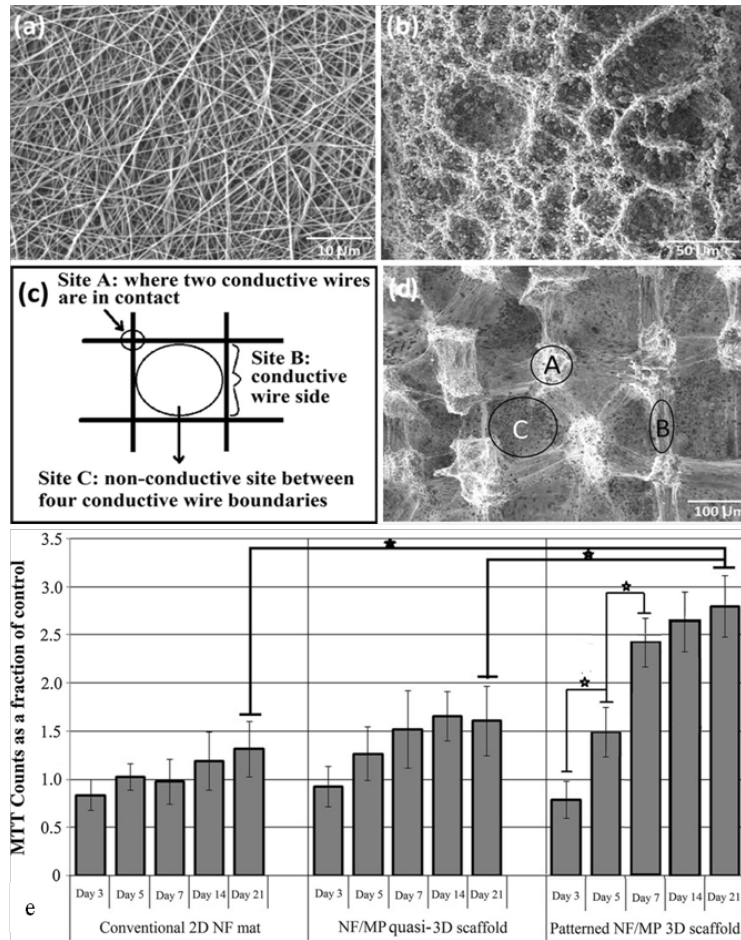 (a)
10 Um
(b)
50 Um
(c)
Site A: where two conductive wires
are in contact
Site B:
conductive
wire side
Site C: non-conductive site between
four conductive wire boundaries
(d)
A
C
B
100 Um
MTT Counts as a fraction of control
3.5
3.0
2.5
2.0
1.5
1.0
0.5
0
Day 3 Day 5 Day 7 Day 14 Day 21 Day 3 Day 5 Day 7 Day 14 Day 21 Day 3 Day 5 Day 7 Day 14 Day 21
e
Conventional 2D NF mat NF/MP quasi-3D scaffold Patterned NF/MP 3D scaffold